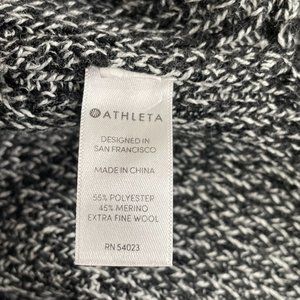 ATHLETA
DESIGNED IN
SAN FRANCISCO
MADE IN CHINA
55% POLYESTER
45% MERINO
EXTRA FINE WOOL
RN 54023